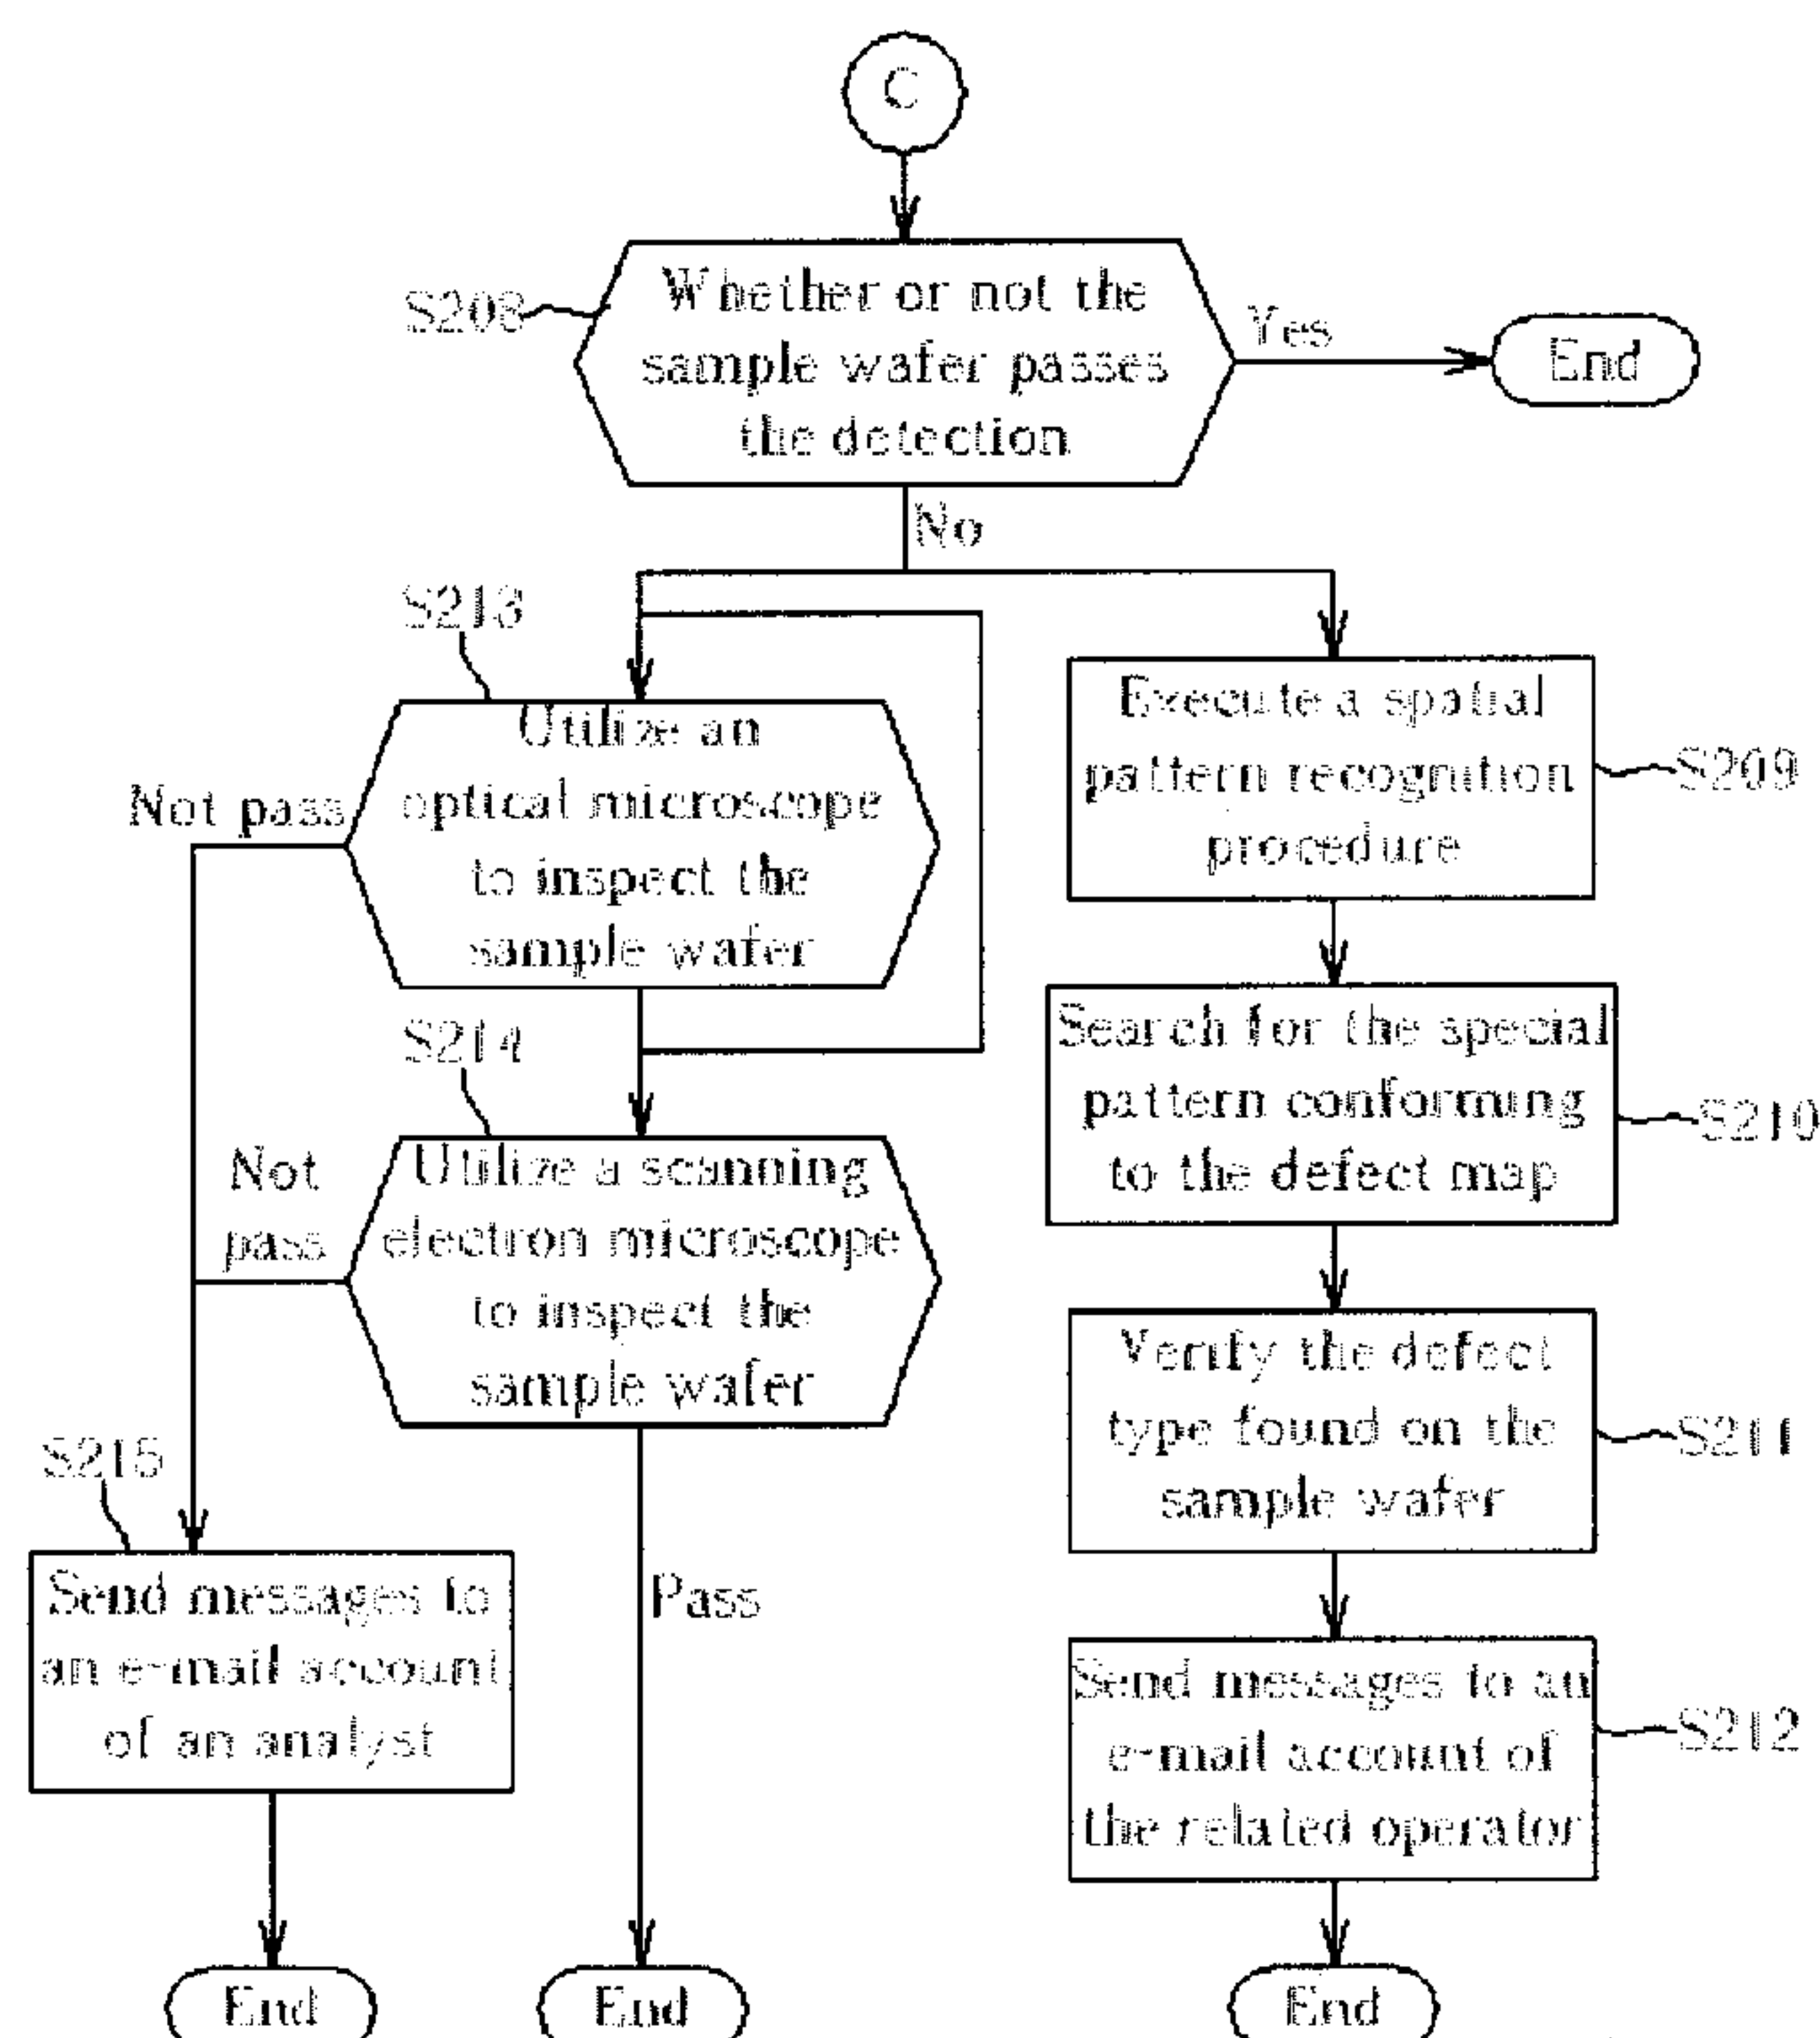 C
S208
Whether or not the
sample wafer passes
the detection
Yes
End
No
S213
Utilize an
optical microscope
to inspect the
sample wafer
Not pass
S214
Utilize a scanning
electron microscope
to inspect the
sample wafer
Not
pass
S215
Send messages to
an e-mail account
of an analyst
End
Pass
End
Execute a spatial
pattern recognition
procedure
S209
Search for the special
pattern conforming
to the defect map
S210
Verify the defect
type found on the
sample wafer
S211
Send messages to an
e-mail account of
the related operator
S212
End